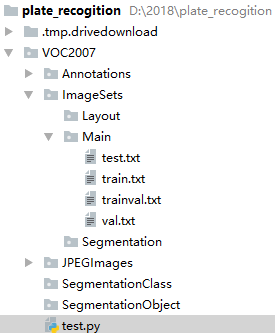 plate_recogition D:\2018\plate_recogition
.tmp.drivedownload
VOC2007
Annotations
ImageSets
Layout
Main
test.txt
train.txt
trainval.txt
val.txt
Segmentation
JPEGImages
SegmentationClass
SegmentationObject
test.py